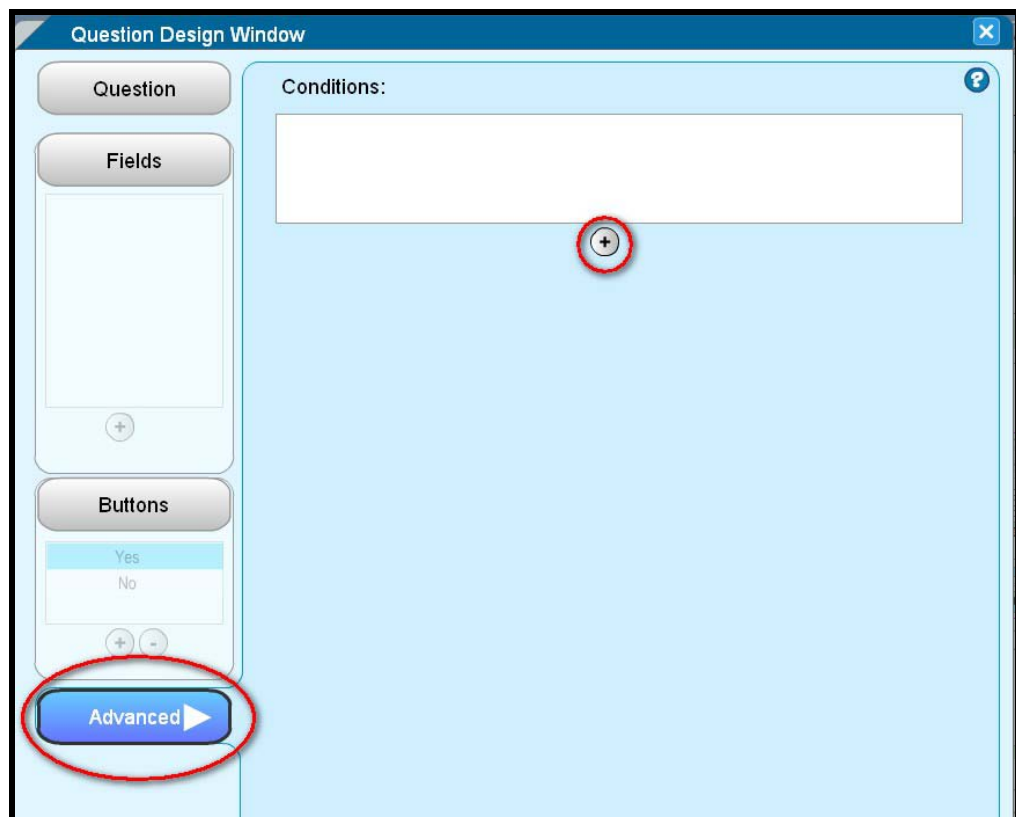 Question Design Window
Question
Conditions:
?
Fields
+
+
Buttons
Yes
No
+ -
Advanced